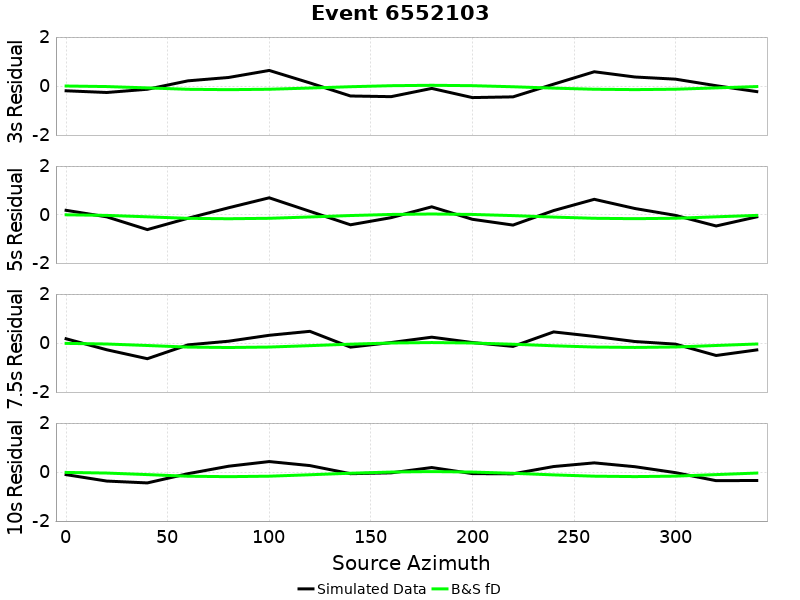 Event 6552103
2
0
-2
3s Residual
2
0
-2
5s Residual
2
0
-2
7.5s Residual
2
0
-2
10s Residual
0 50 100 150 200 250 300
Source Azimuth
Simulated Data B&S fD